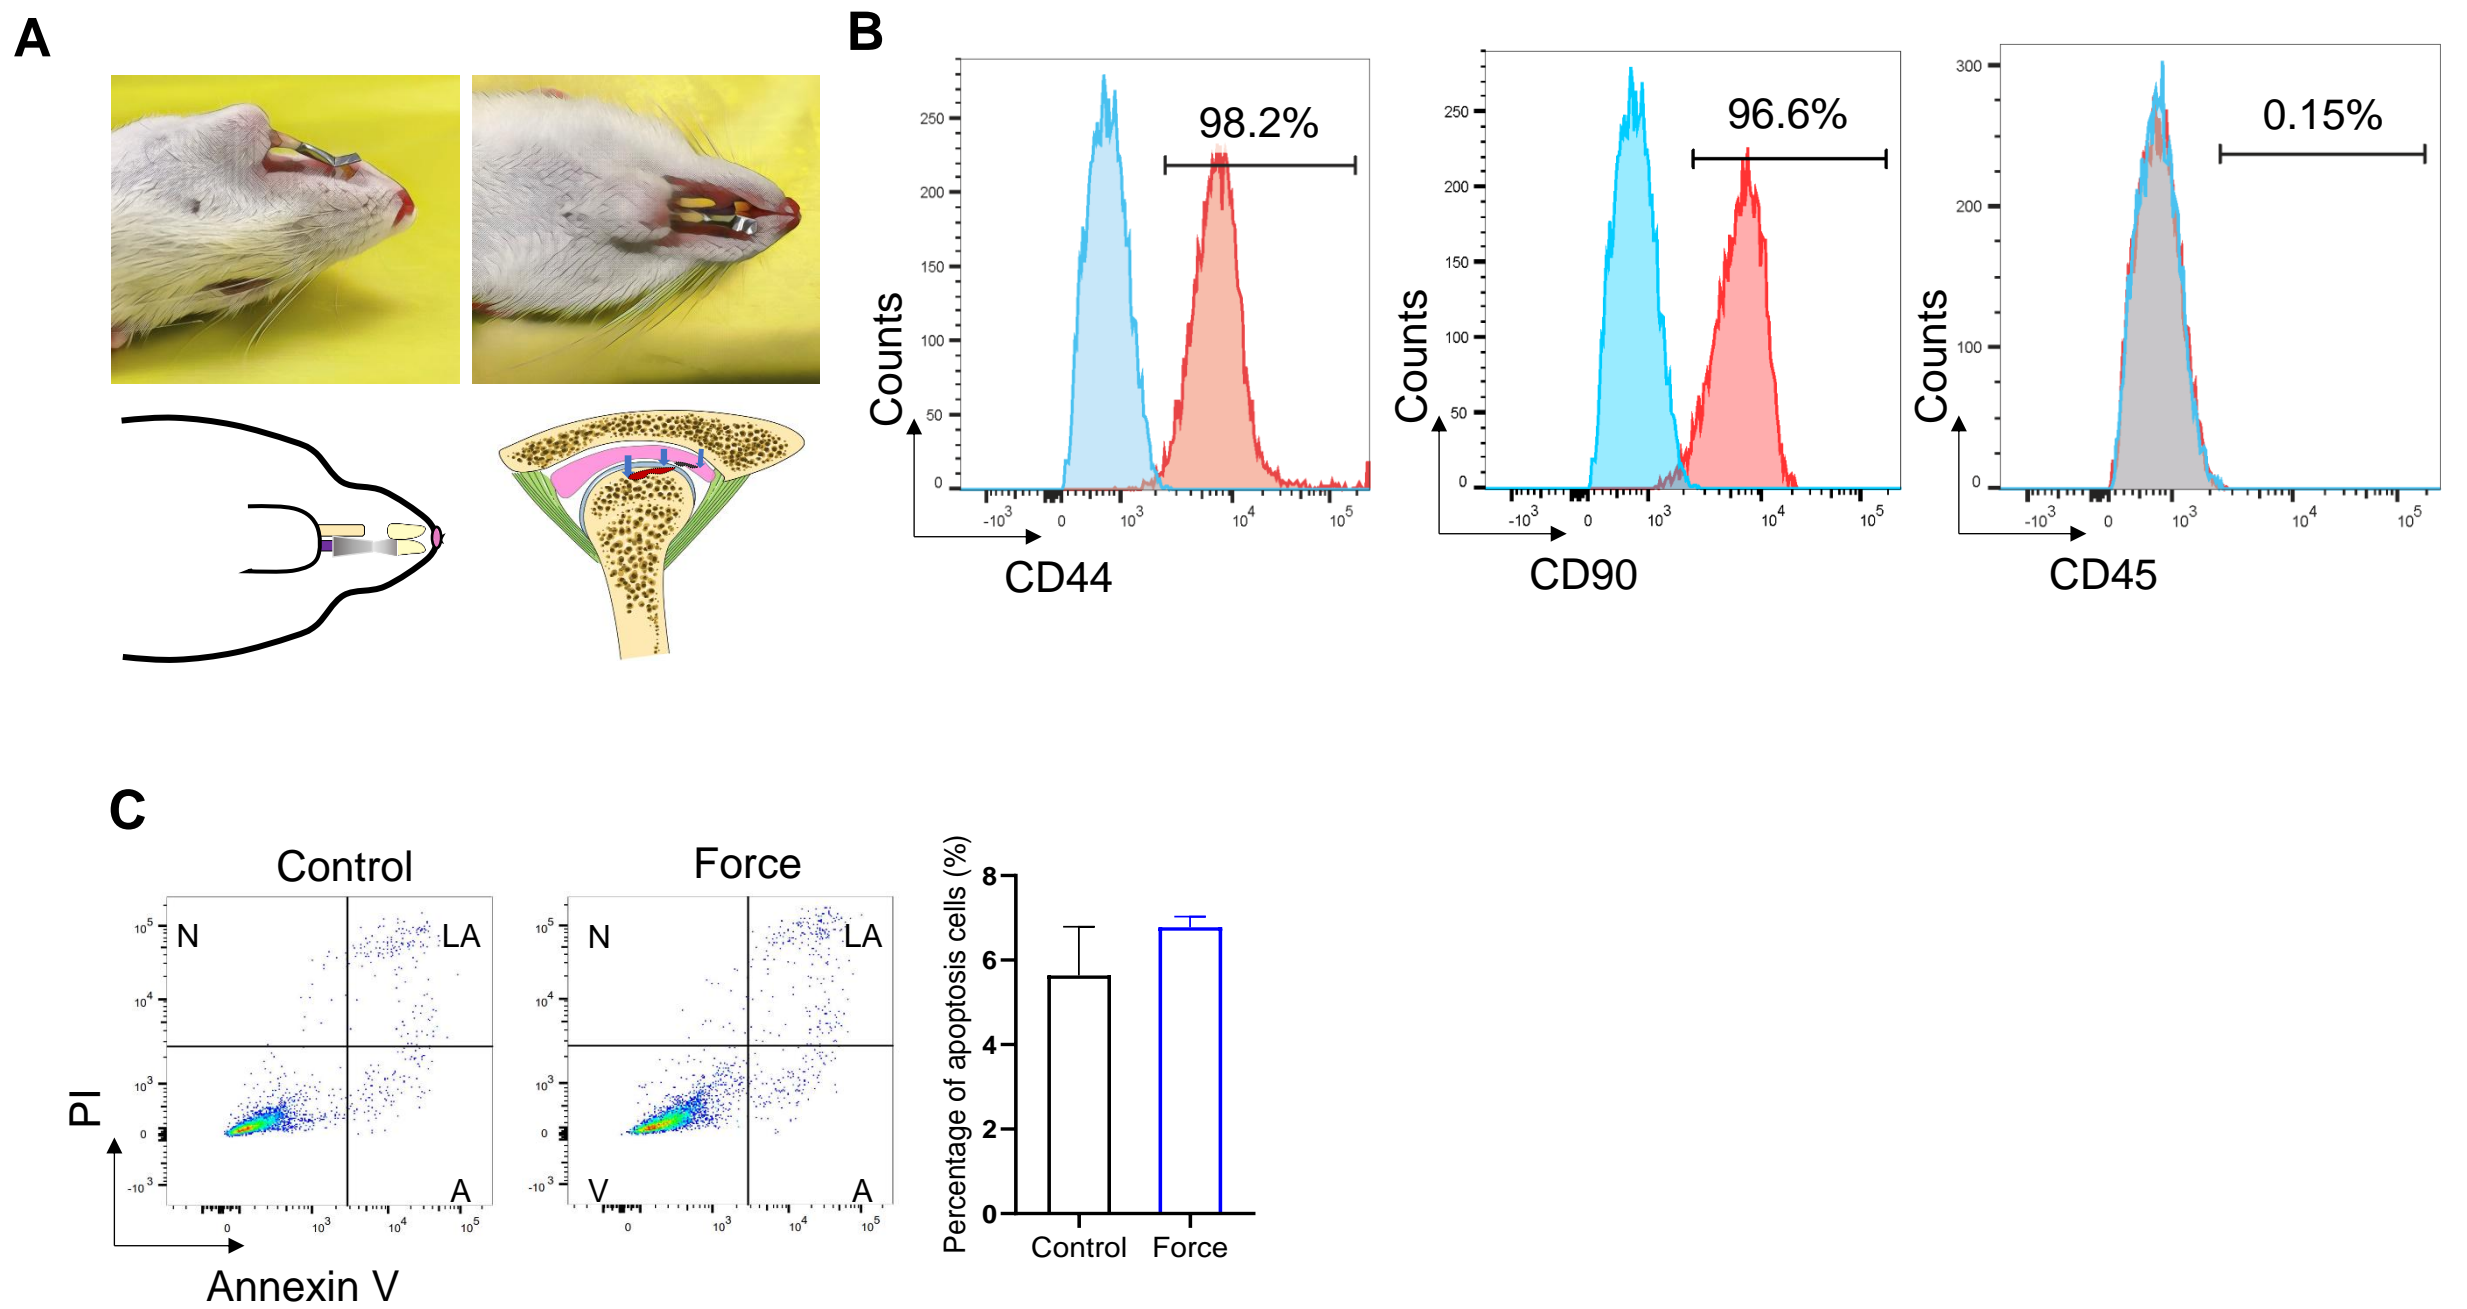 A
B
98.2%
Counts
250
200
150
100
50
0
-10³ 0 10³ 10⁴ 10⁵
CD44
96.6%
Counts
250
200
150
100
50
0
-10³ 0 10³ 10⁴ 10⁵
CD90
0.15%
Counts
300
200
100
0
-10³ 0 10³ 10⁴ 10⁵
CD45
C
Control
N
LA
A
10⁵
10⁴
10³
0
-10³
0 10³ 10⁴ 10⁵
PI
Annexin V
Force
N
LA
V
A
10⁵
10⁴
10³
0
-10³
0 10³ 10⁴ 10⁵
Percentage of apoptosis cells (%)
8
6
4
2
0
Control Force